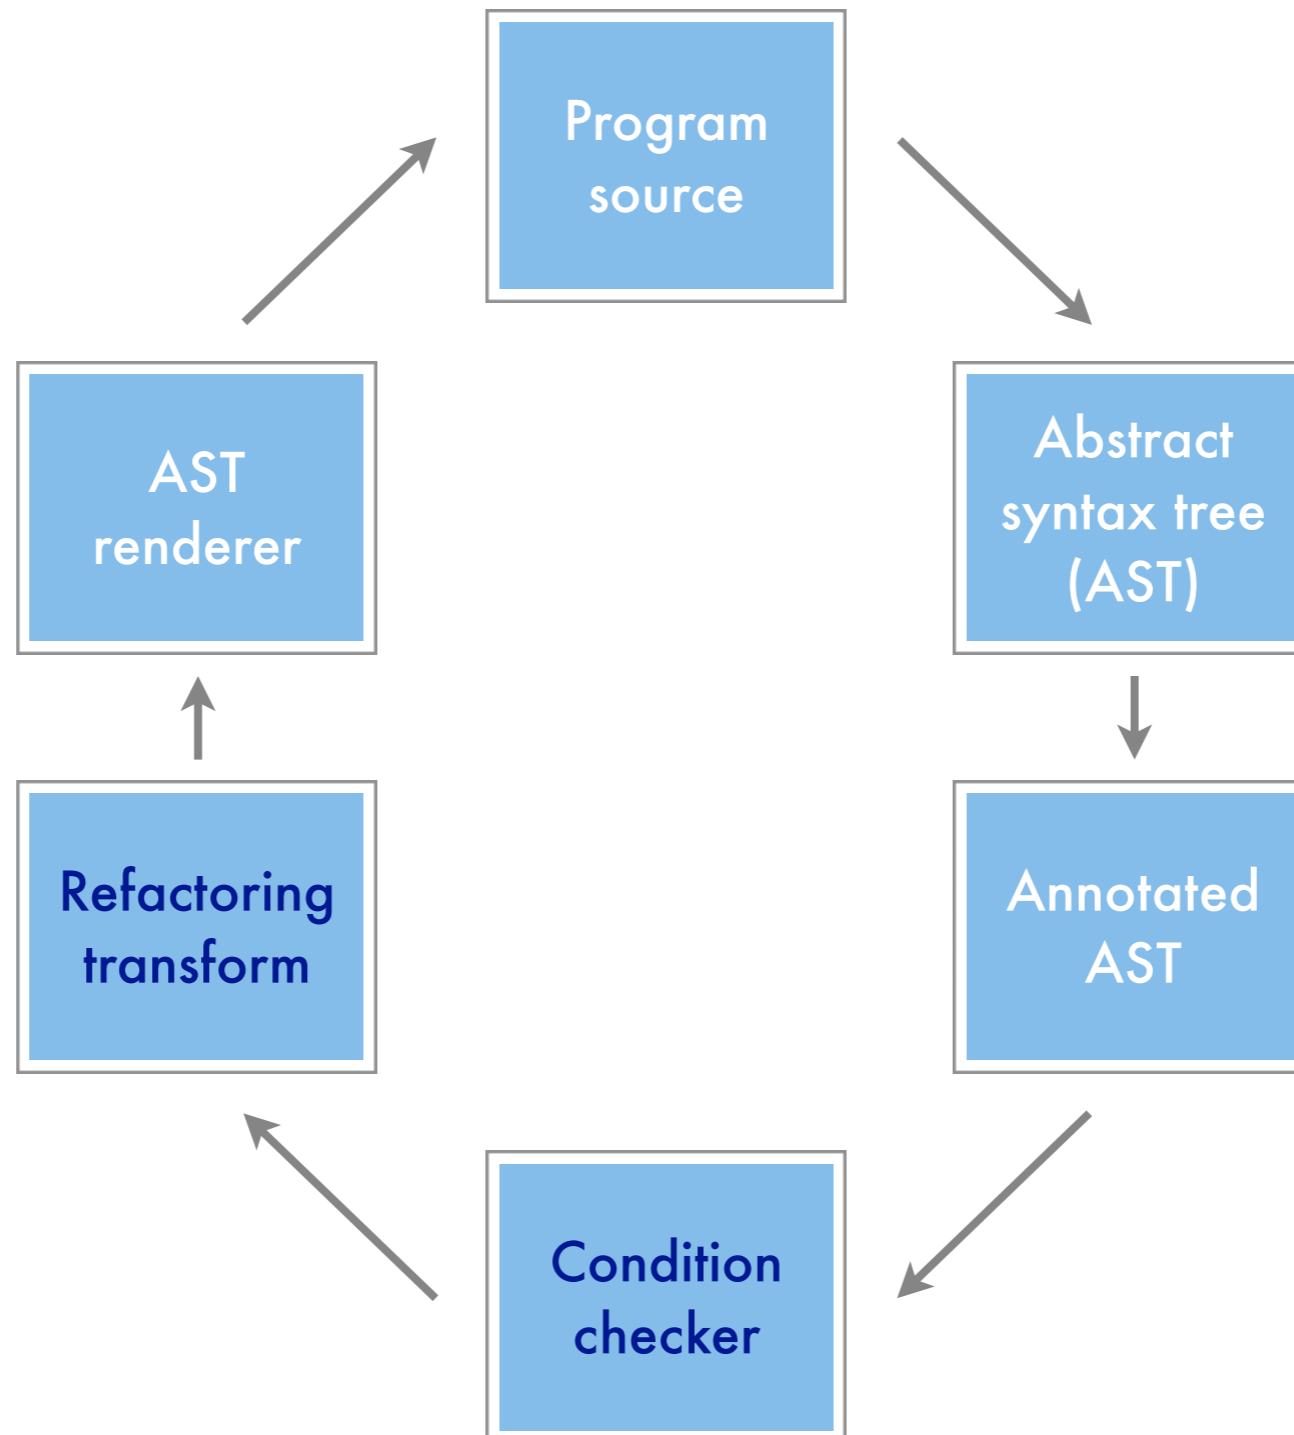 Program
source
Abstract
syntax tree
(AST)
AST
renderer
Refactoring
transform
Annotated
AST
Condition
checker